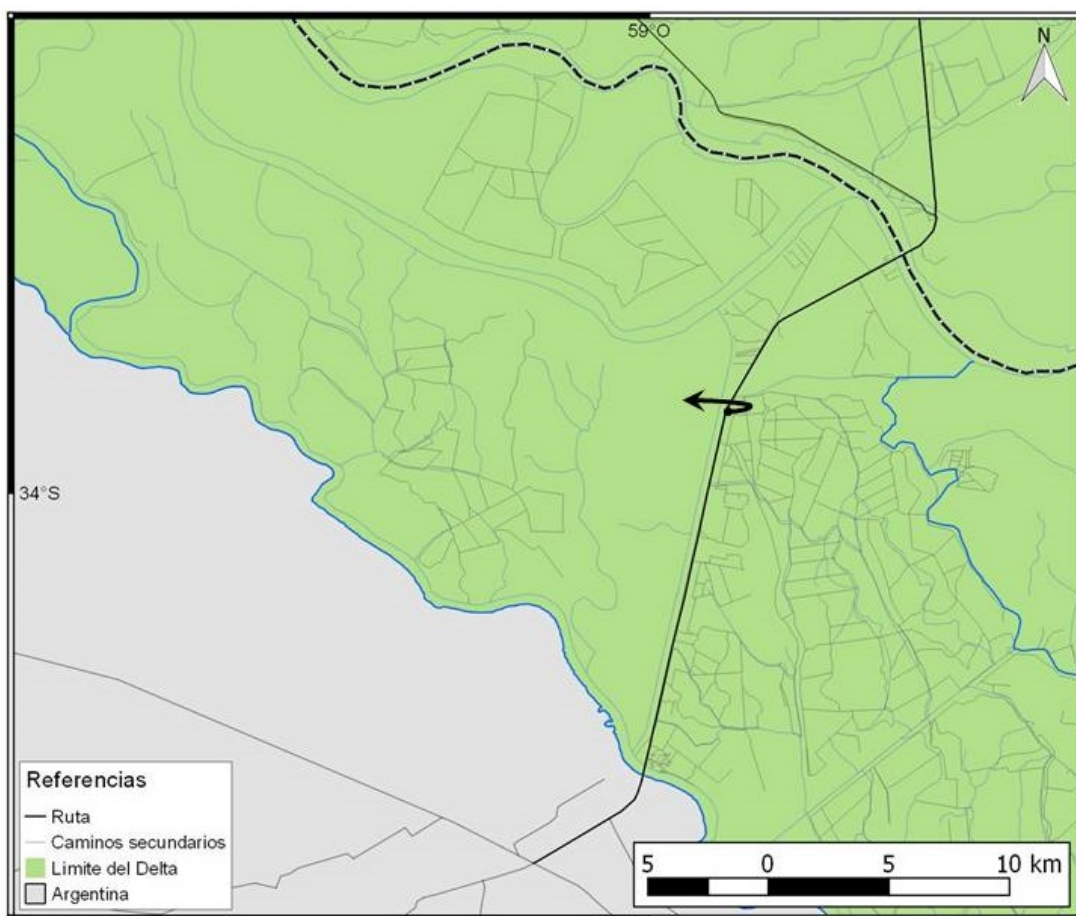 59°O
N
34°S
Referencias
Ruta
Caminos secundarios
Limite del Delta
Argentina
5 0 5 10 km